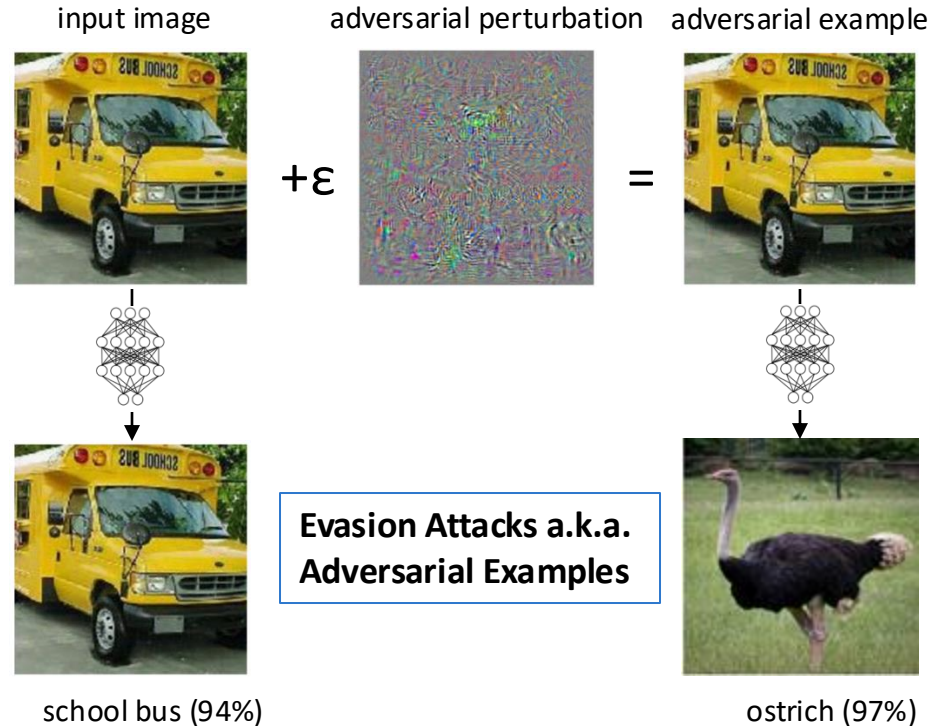 input image
adversarial perturbation
adversarial example
SCHOOL BUS
SCHOOL BUS
+ε
=
SCHOOL BUS
Evasion Attacks a.k.a.
Adversarial Examples
school bus (94%)
ostrich (97%)